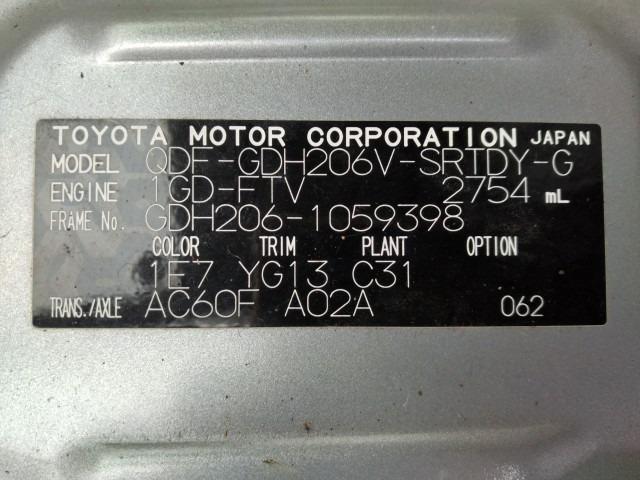 TOYOTA MOTOR CORPORATION JAPAN
MODEL QDF-GDH206V-SRTDY-G
ENGINE 1GD-FTV 2754 mL
FRAME No. GDH206-1059398
COLOR TRIM PLANT OPTION
1E7 YG13 C31
TRANS./AXLE AC60F A02A 062